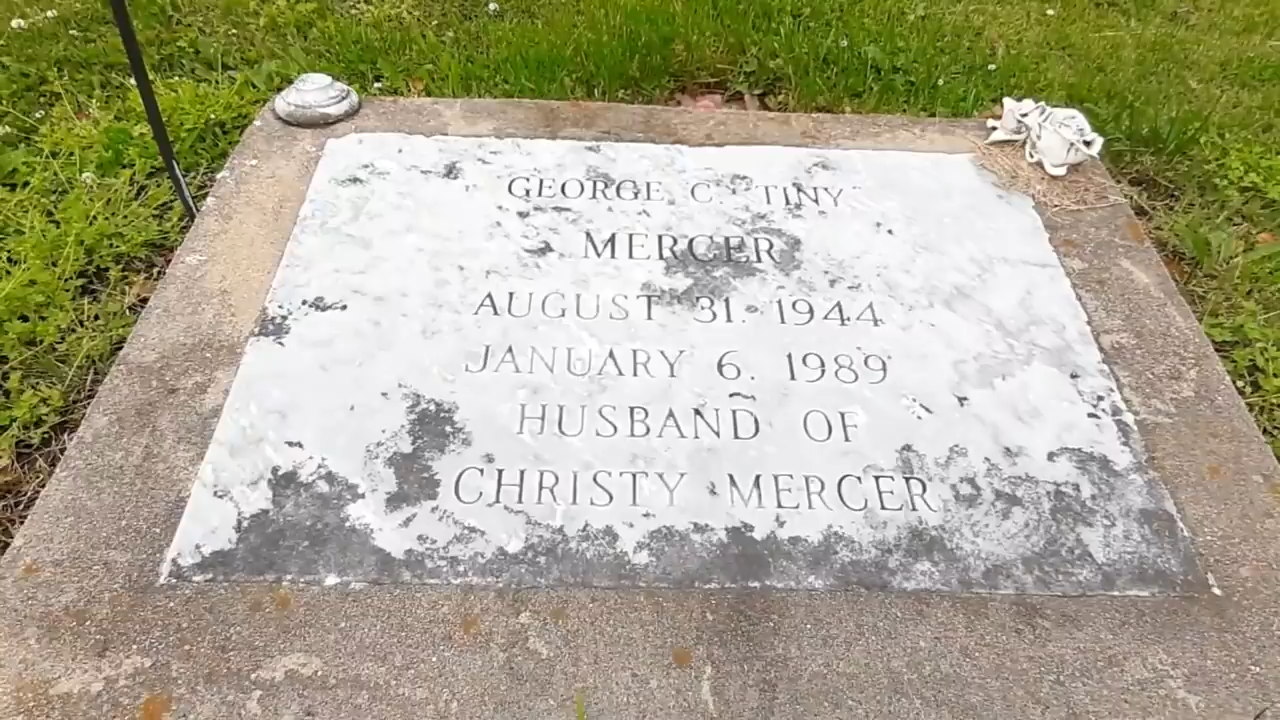 GEORGE C. "TINY"
MERCER
AUGUST 31. 1944
JANUARY 6. 1989
HUSBAND OF
CHRISTY MERCER